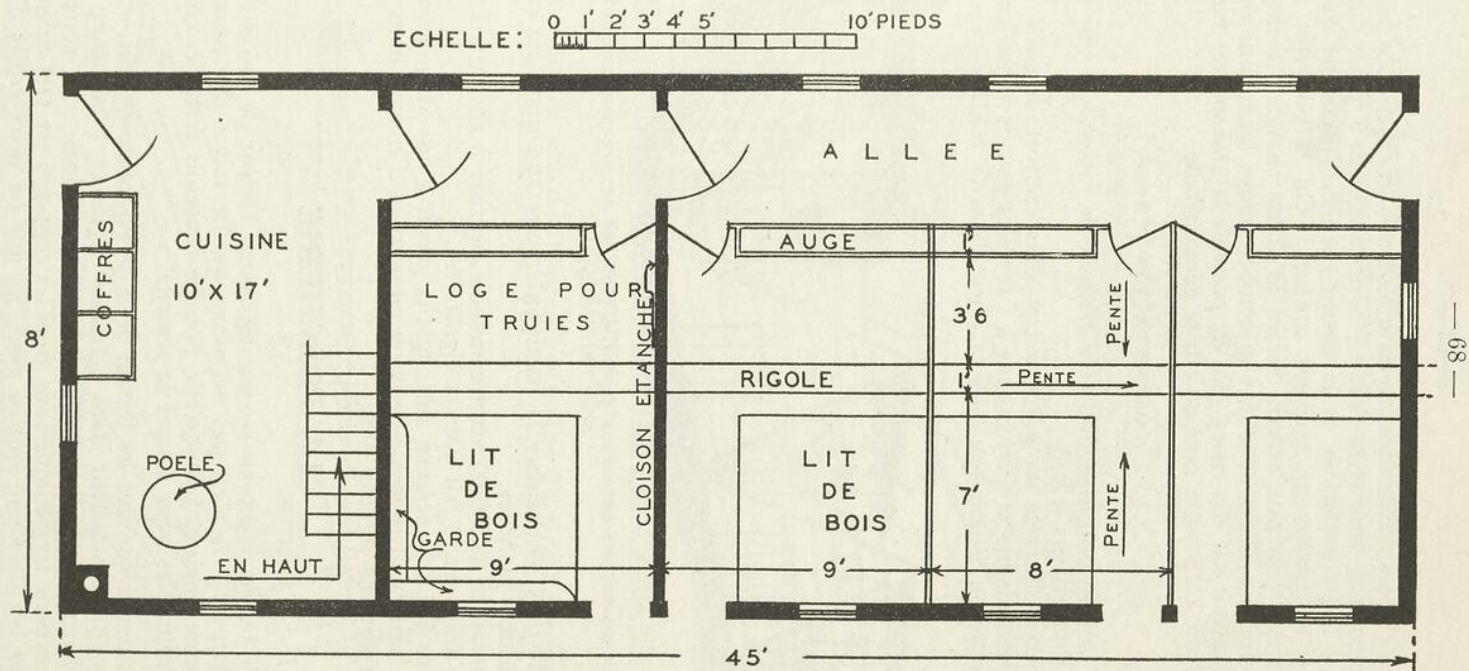 ECHELLE: 0 1' 2' 3' 4' 5' 10' PIEDS
ALLEE
COFFRES
CUISINE
10' X 17'
AUGE
1'
LOGE POUR
TRUIES
CLOISON ETANCHE
3'6
PENTE
8'
RIGOLE
1'
PENTE
POELE
LIT
DE
BOIS
LIT
DE
BOIS
7'
PENTE
GARDE
EN HAUT
9'
9'
8'
45'
— 89 —